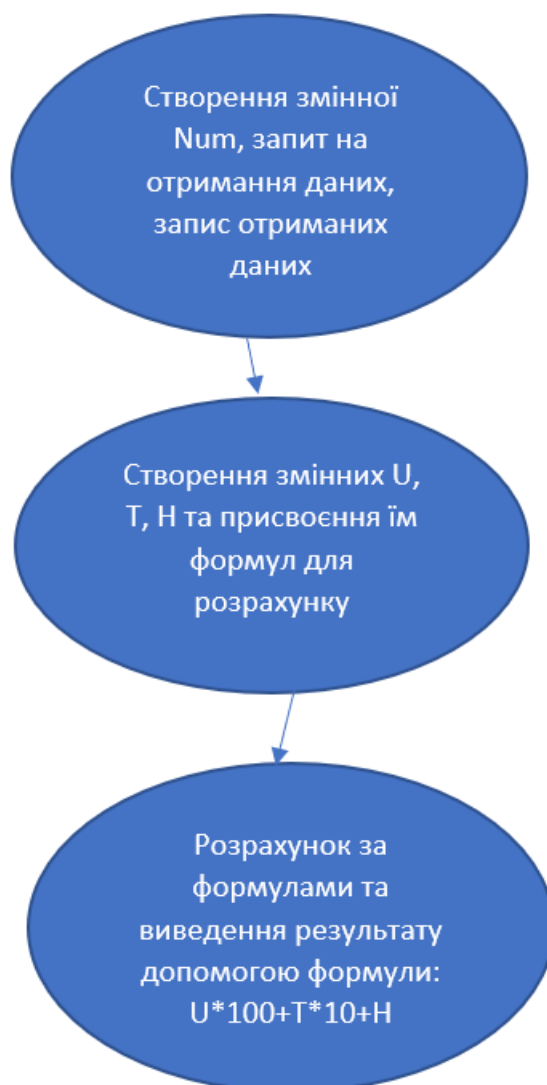 Створення змінної
Num, запит на
отримання даних,
запис отриманих
даних
Створення змінних U,
T, H та присвоєння їм
формул для
розрахунку
Розрахунок за
формулами та
виведення результату
допомогою формули:
U*100+T*10+H